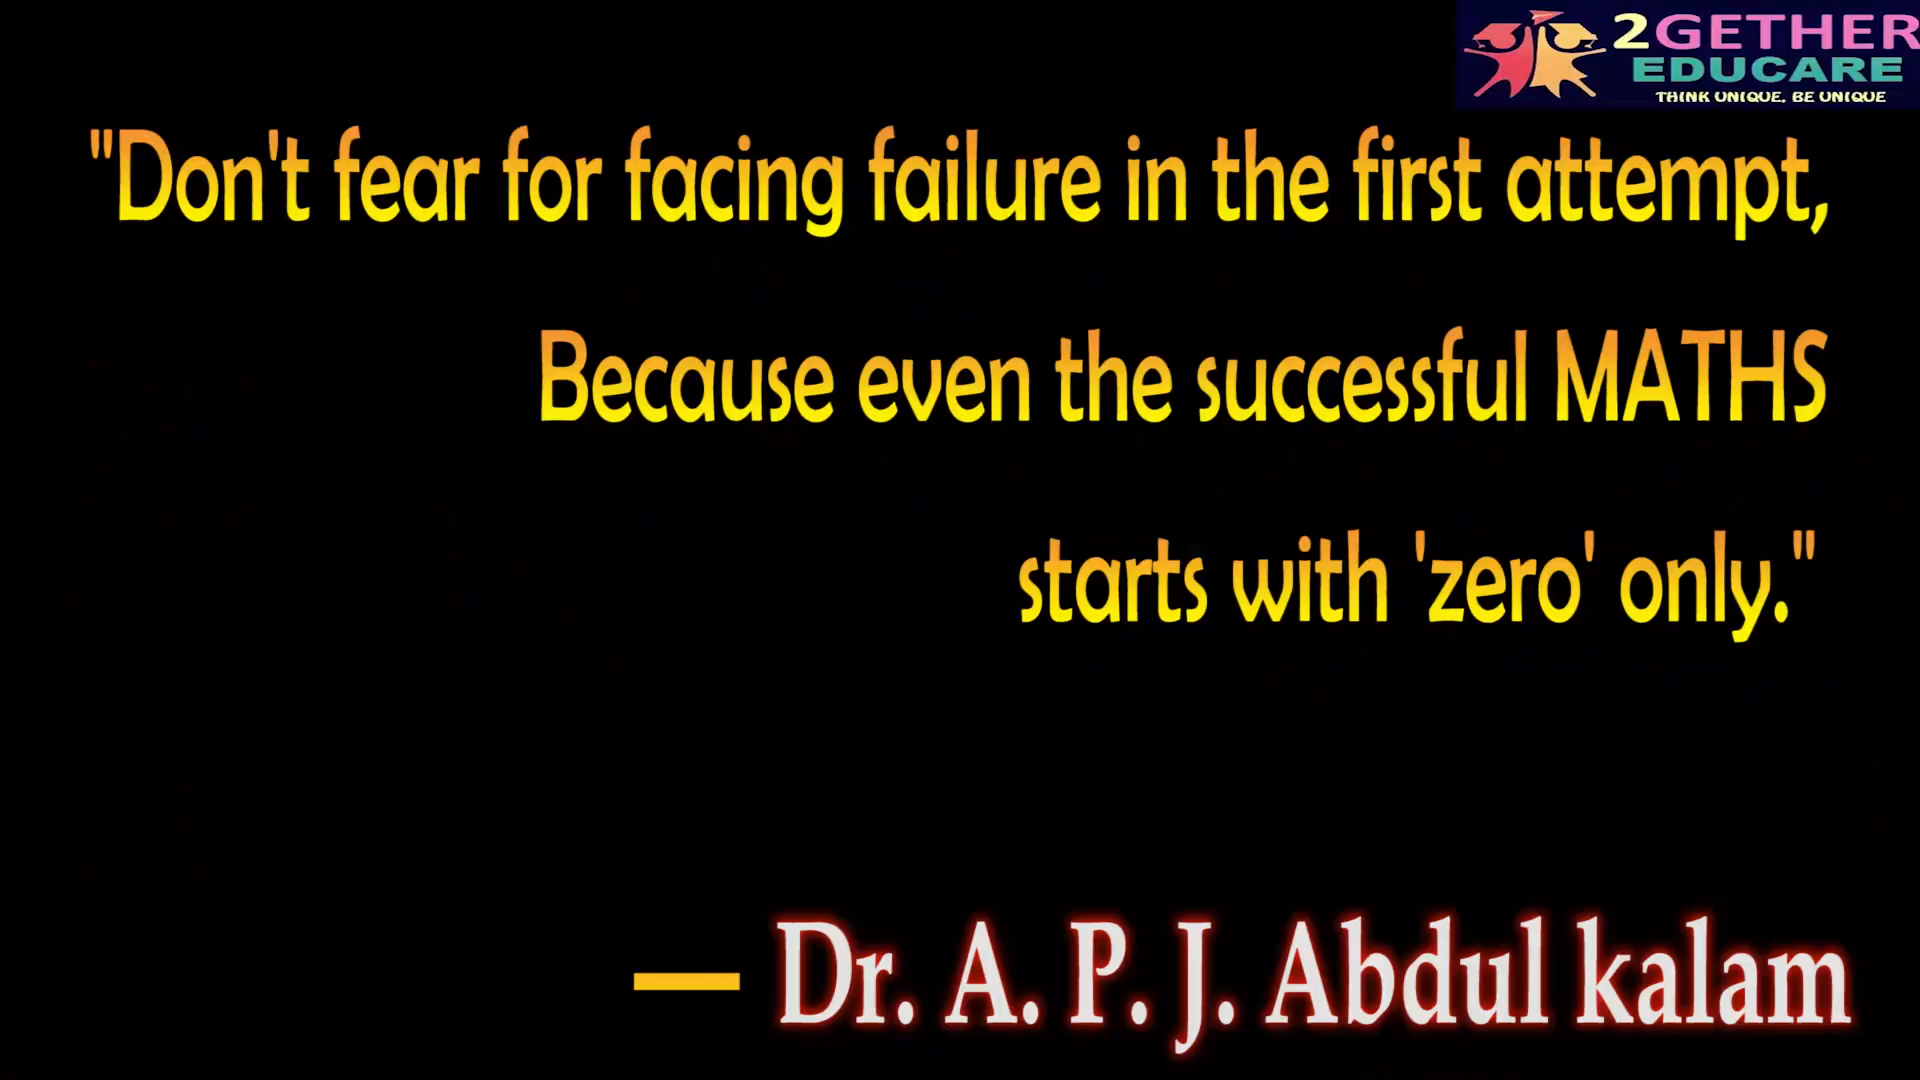 2GETHER
EDUCARE
THINK UNIQUE, BE UNIQUE
"Don't fear for facing failure in the first attempt,
Because even the successful MATHS
starts with 'zero' only."
— Dr. A. P. J. Abdul kalam